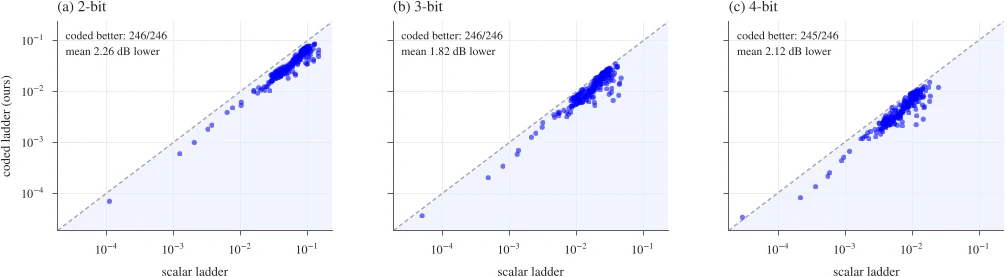 (a) 2-bit
coded better: 246/246
mean 2.26 dB lower
10⁻¹
10⁻²
10⁻³
10⁻⁴
coded ladder (ours)
10⁻⁴ 10⁻³ 10⁻² 10⁻¹
scalar ladder
(b) 3-bit
coded better: 246/246
mean 1.82 dB lower
10⁻⁴ 10⁻³ 10⁻² 10⁻¹
scalar ladder
(c) 4-bit
coded better: 245/246
mean 2.12 dB lower
10⁻⁴ 10⁻³ 10⁻² 10⁻¹
scalar ladder